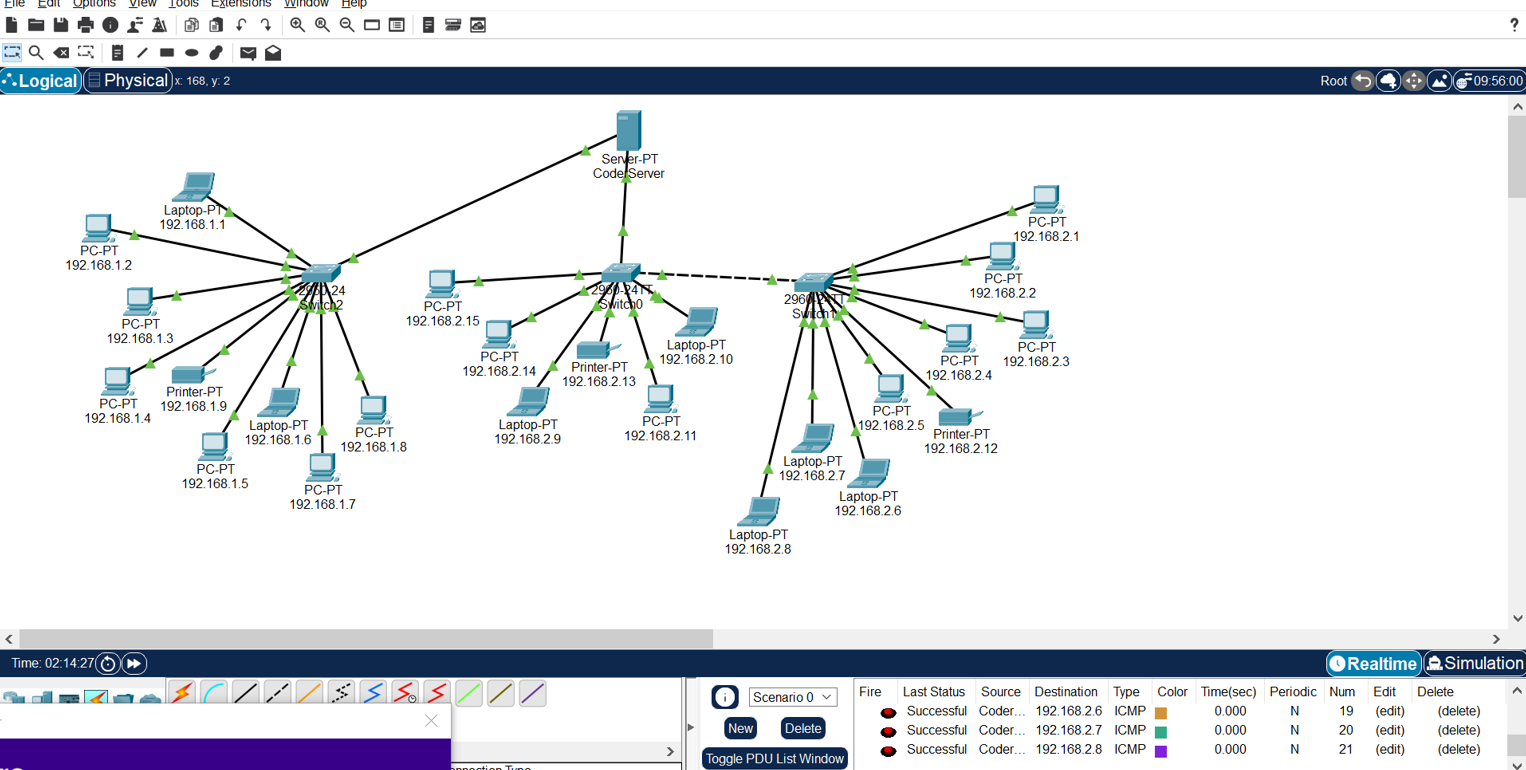 File Edit Options View Tools Extensions Window Help
?
Logical Physical x: 168, y: 2
Root 09:56:00
Server-PT
Coder Server
Laptop-PT
192.168.1.1
PC-PT
192.168.1.2
PC-PT
192.168.1.3
PC-PT
192.168.1.4
Printer-PT
192.168.1.9
PC-PT
192.168.1.5
Laptop-PT
192.168.1.6
PC-PT
192.168.1.7
PC-PT
192.168.1.8
2960-24
Switch2
PC-PT
192.168.2.15
PC-PT
192.168.2.14
Printer-PT
192.168.2.13
Laptop-PT
192.168.2.9
PC-PT
192.168.2.11
Laptop-PT
192.168.2.10
2960-24TT
Switch0
2960-24TT
Switch1
PC-PT
192.168.2.1
PC-PT
192.168.2.2
PC-PT
192.168.2.3
PC-PT
192.168.2.4
PC-PT
192.168.2.5
Printer-PT
192.168.2.12
Laptop-PT
192.168.2.7
Laptop-PT
192.168.2.6
Laptop-PT
192.168.2.8
Time: 02:14:27
Realtime Simulation
Scenario 0
New Delete
Toggle PDU List Window
Fire Last Status Source Destination Type Color Time(sec) Periodic Num Edit Delete
Successful Coder... 192.168.2.6 ICMP 0.000 N 19 (edit) (delete)
Successful Coder... 192.168.2.7 ICMP 0.000 N 20 (edit) (delete)
Successful Coder... 192.168.2.8 ICMP 0.000 N 21 (edit) (delete)